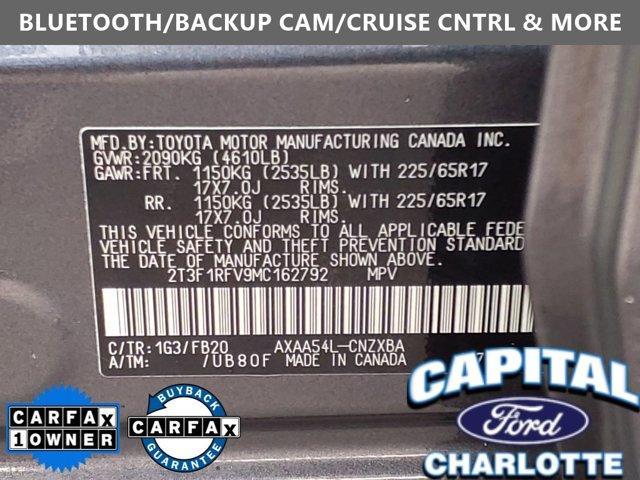 BLUETOOTH/BACKUP CAM/CRUISE CNTRL & MORE
MFD.BY:TOYOTA MOTOR MANUFACTURING CANADA INC.
GVWR:2090KG (4610LB)
GAWR:FRT. 1150KG (2535LB) WITH 225/65R17
17X7.0J RIMS.
RR. 1150KG (2535LB) WITH 225/65R17
17X7.0J RIMS.
THIS VEHICLE CONFORMS TO ALL APPLICABLE FEDE
VEHICLE SAFETY AND THEFT PREVENTION STANDARD
THE DATE OF MANUFACTURE SHOWN ABOVE.
2T3F1RFV9MC162792 MPV
C/TR:1G3/FB20 AXAA54L-CNZXBA
A/TM: /UB80F MADE IN CANADA 7
CAPITAL
Ford
CHARLOTTE
CARFAX
1 OWNER
BUYBACK
CARFAX
GUARANTEE